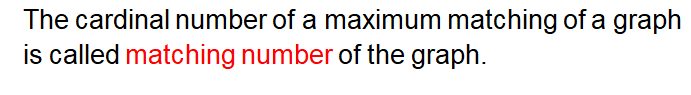 The cardinal number of a maximum matching of a graph
is called matching number of the graph.